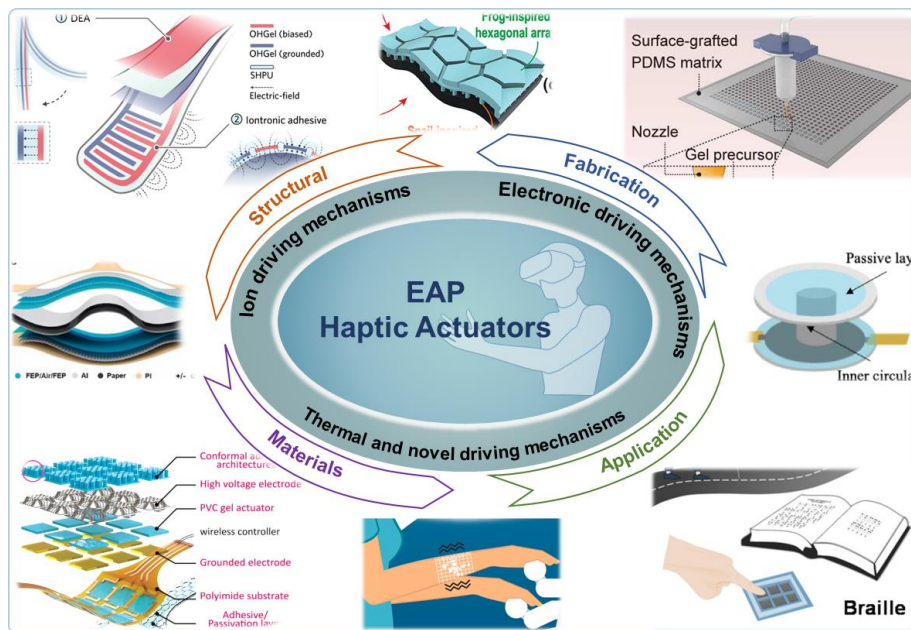 ① DEA
OHGel (biased)
OHGel (grounded)
SHPU
Electric-field
② Iontronic adhesive
Frog-inspired
hexagonal arra
Surface-grafted
PDMS matrix
Nozzle
Gel precursor
Structural
Fabrication
Ion driving mechanisms
Electronic driving mechanisms
EAP
Haptic Actuators
Thermal and novel driving mechanisms
Materials
Application
FEP/Air/FEP Al Paper PI +/-
Passive lay
Inner circula
Conformal
architectures
High voltage electrode
PVC gel actuator
wireless controller
Grounded electrode
Polyimide substrate
Adhesive/
Passivation laye
Braille